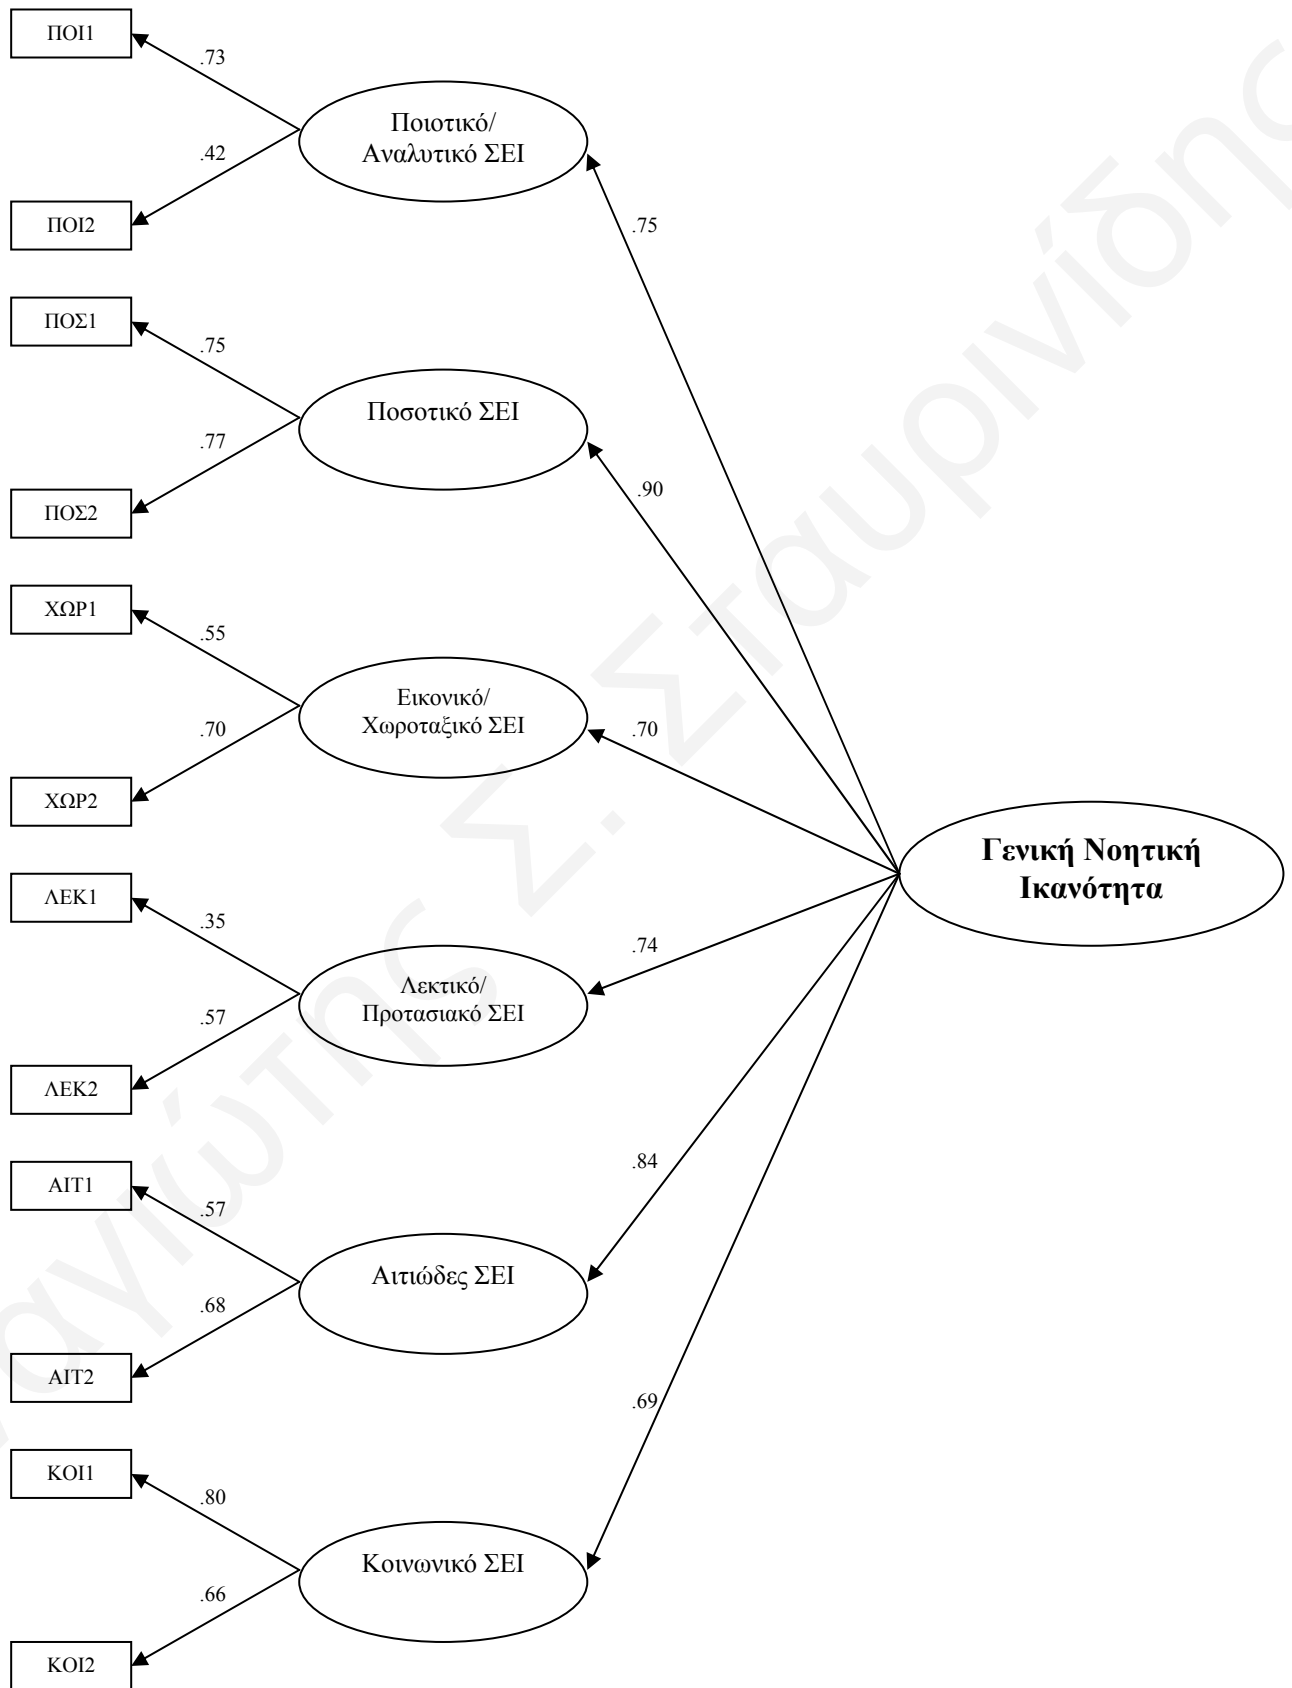 ΠΟΙ1
.73
Ποιοτικό/
Αναλυτικό ΣΕΙ
.42
ΠΟΙ2
.75
ΠΟΣ1
.75
Ποσοτικό ΣΕΙ
.77
.90
ΠΟΣ2
ΧΩΡ1
.55
Εικονικό/
Χωροταξικό ΣΕΙ
.70
.70
ΧΩΡ2
Γενική Νοητική
Ικανότητα
ΛΕΚ1
.35
.74
Λεκτικό/
Προτασιακό ΣΕΙ
.57
ΛΕΚ2
.84
ΑΙΤ1
.57
Αιτιώδες ΣΕΙ
.68
ΑΙΤ2
.69
ΚΟΙ1
.80
Κοινωνικό ΣΕΙ
.66
ΚΟΙ2
αγιώτης Σ. Σταυρινίδης